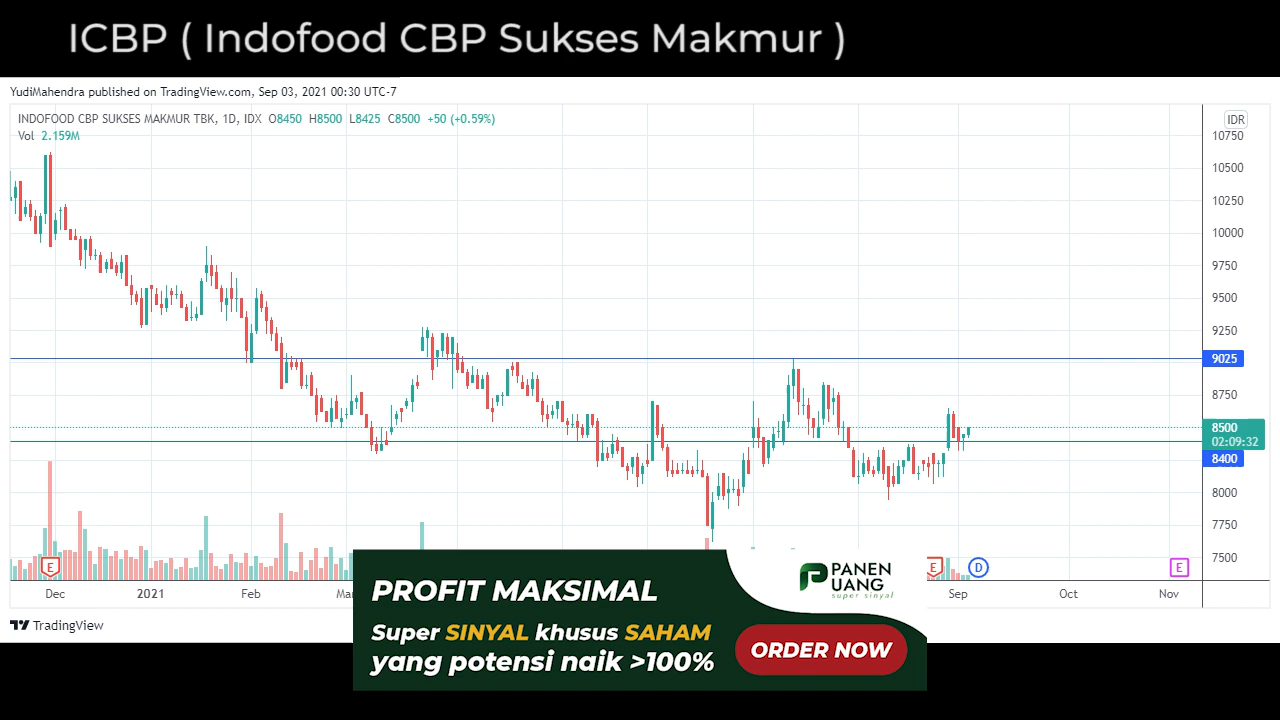 ICBP ( Indofood CBP Sukses Makmur )
YudiMahendra published on TradingView.com, Sep 03, 2021 00:30 UTC-7
INDOFOOD CBP SUKSES MAKMUR TBK, 1D, IDX O8450 H8500 L8425 C8500 +50 (+0.59%)
Vol 2.159M
IDR
10750
10500
10250
10000
9750
9500
9250
9025
8750
8500
02:09:32
8400
8000
7750
7500
E
E
D
E
Dec
2021
Feb
Sep
Oct
Nov
TradingView
PROFIT MAKSIMAL
Super SINYAL khusus SAHAM
yang potensi naik >100%
PANEN
UANG
super sinyal
ORDER NOW